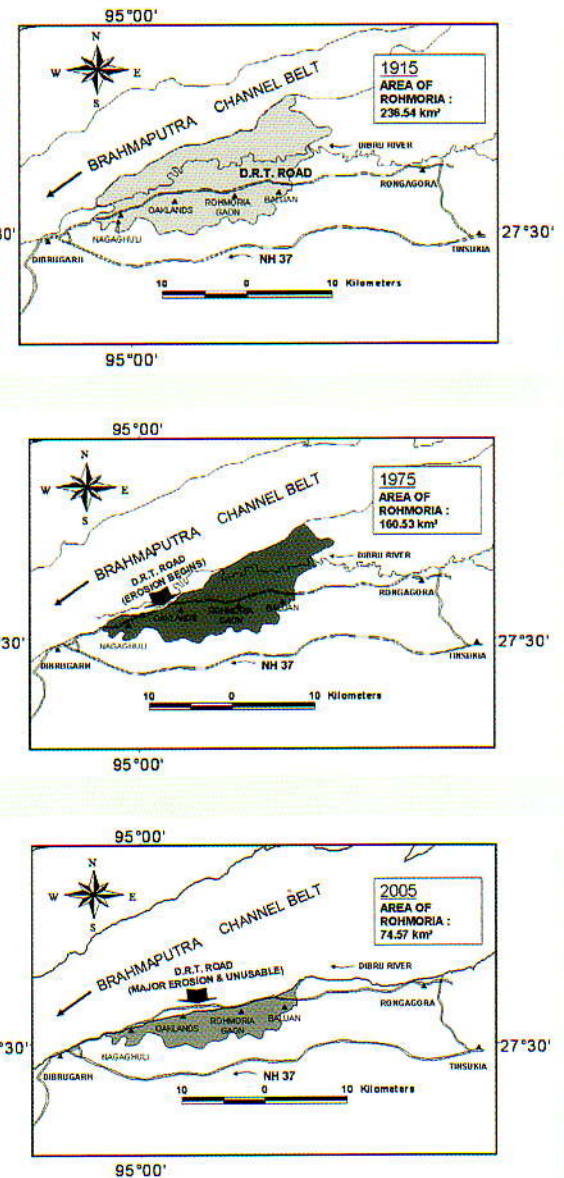 95°00'
N
W E
S
BRAHMAPUTRA CHANNEL BELT
1915
AREA OF
ROHMORIA :
236.54 km²
DIBRU RIVER
D.R.T. ROAD
RONGAGORA
OAKLANDS
ROHMORIA
GAON
BALIJAN
NAGAGHULI
30'
DIBRUGARH
NH 37
TINSUKIA
27°30'
10 0 10 Kilometers
95°00'
95°00'
N
W E
S
BRAHMAPUTRA CHANNEL BELT
1975
AREA OF
ROHMORIA :
160.53 km²
D.R.T. ROAD
(EROSION BEGINS)
DIBRU RIVER
RONGAGORA
OAKLANDS
ROHMORIA
GAON
BALIJAN
NAGAGHULI
30'
DIBRUGARH
NH 37
TINSUKIA
27°30'
10 0 10 Kilometers
95°00'
95°00'
N
W E
S
BRAHMAPUTRA CHANNEL BELT
2005
AREA OF
ROHMORIA :
74.57 km²
D.R.T. ROAD
(MAJOR EROSION & UNUSABLE)
DIBRU RIVER
RONGAGORA
OAKLANDS
ROHMORIA
GAON
BALIJAN
NAGAGHULI
°30'
DIBRUGARH
NH 37
TINSUKIA
27°30'
10 0 10 Kilometers
95°00'